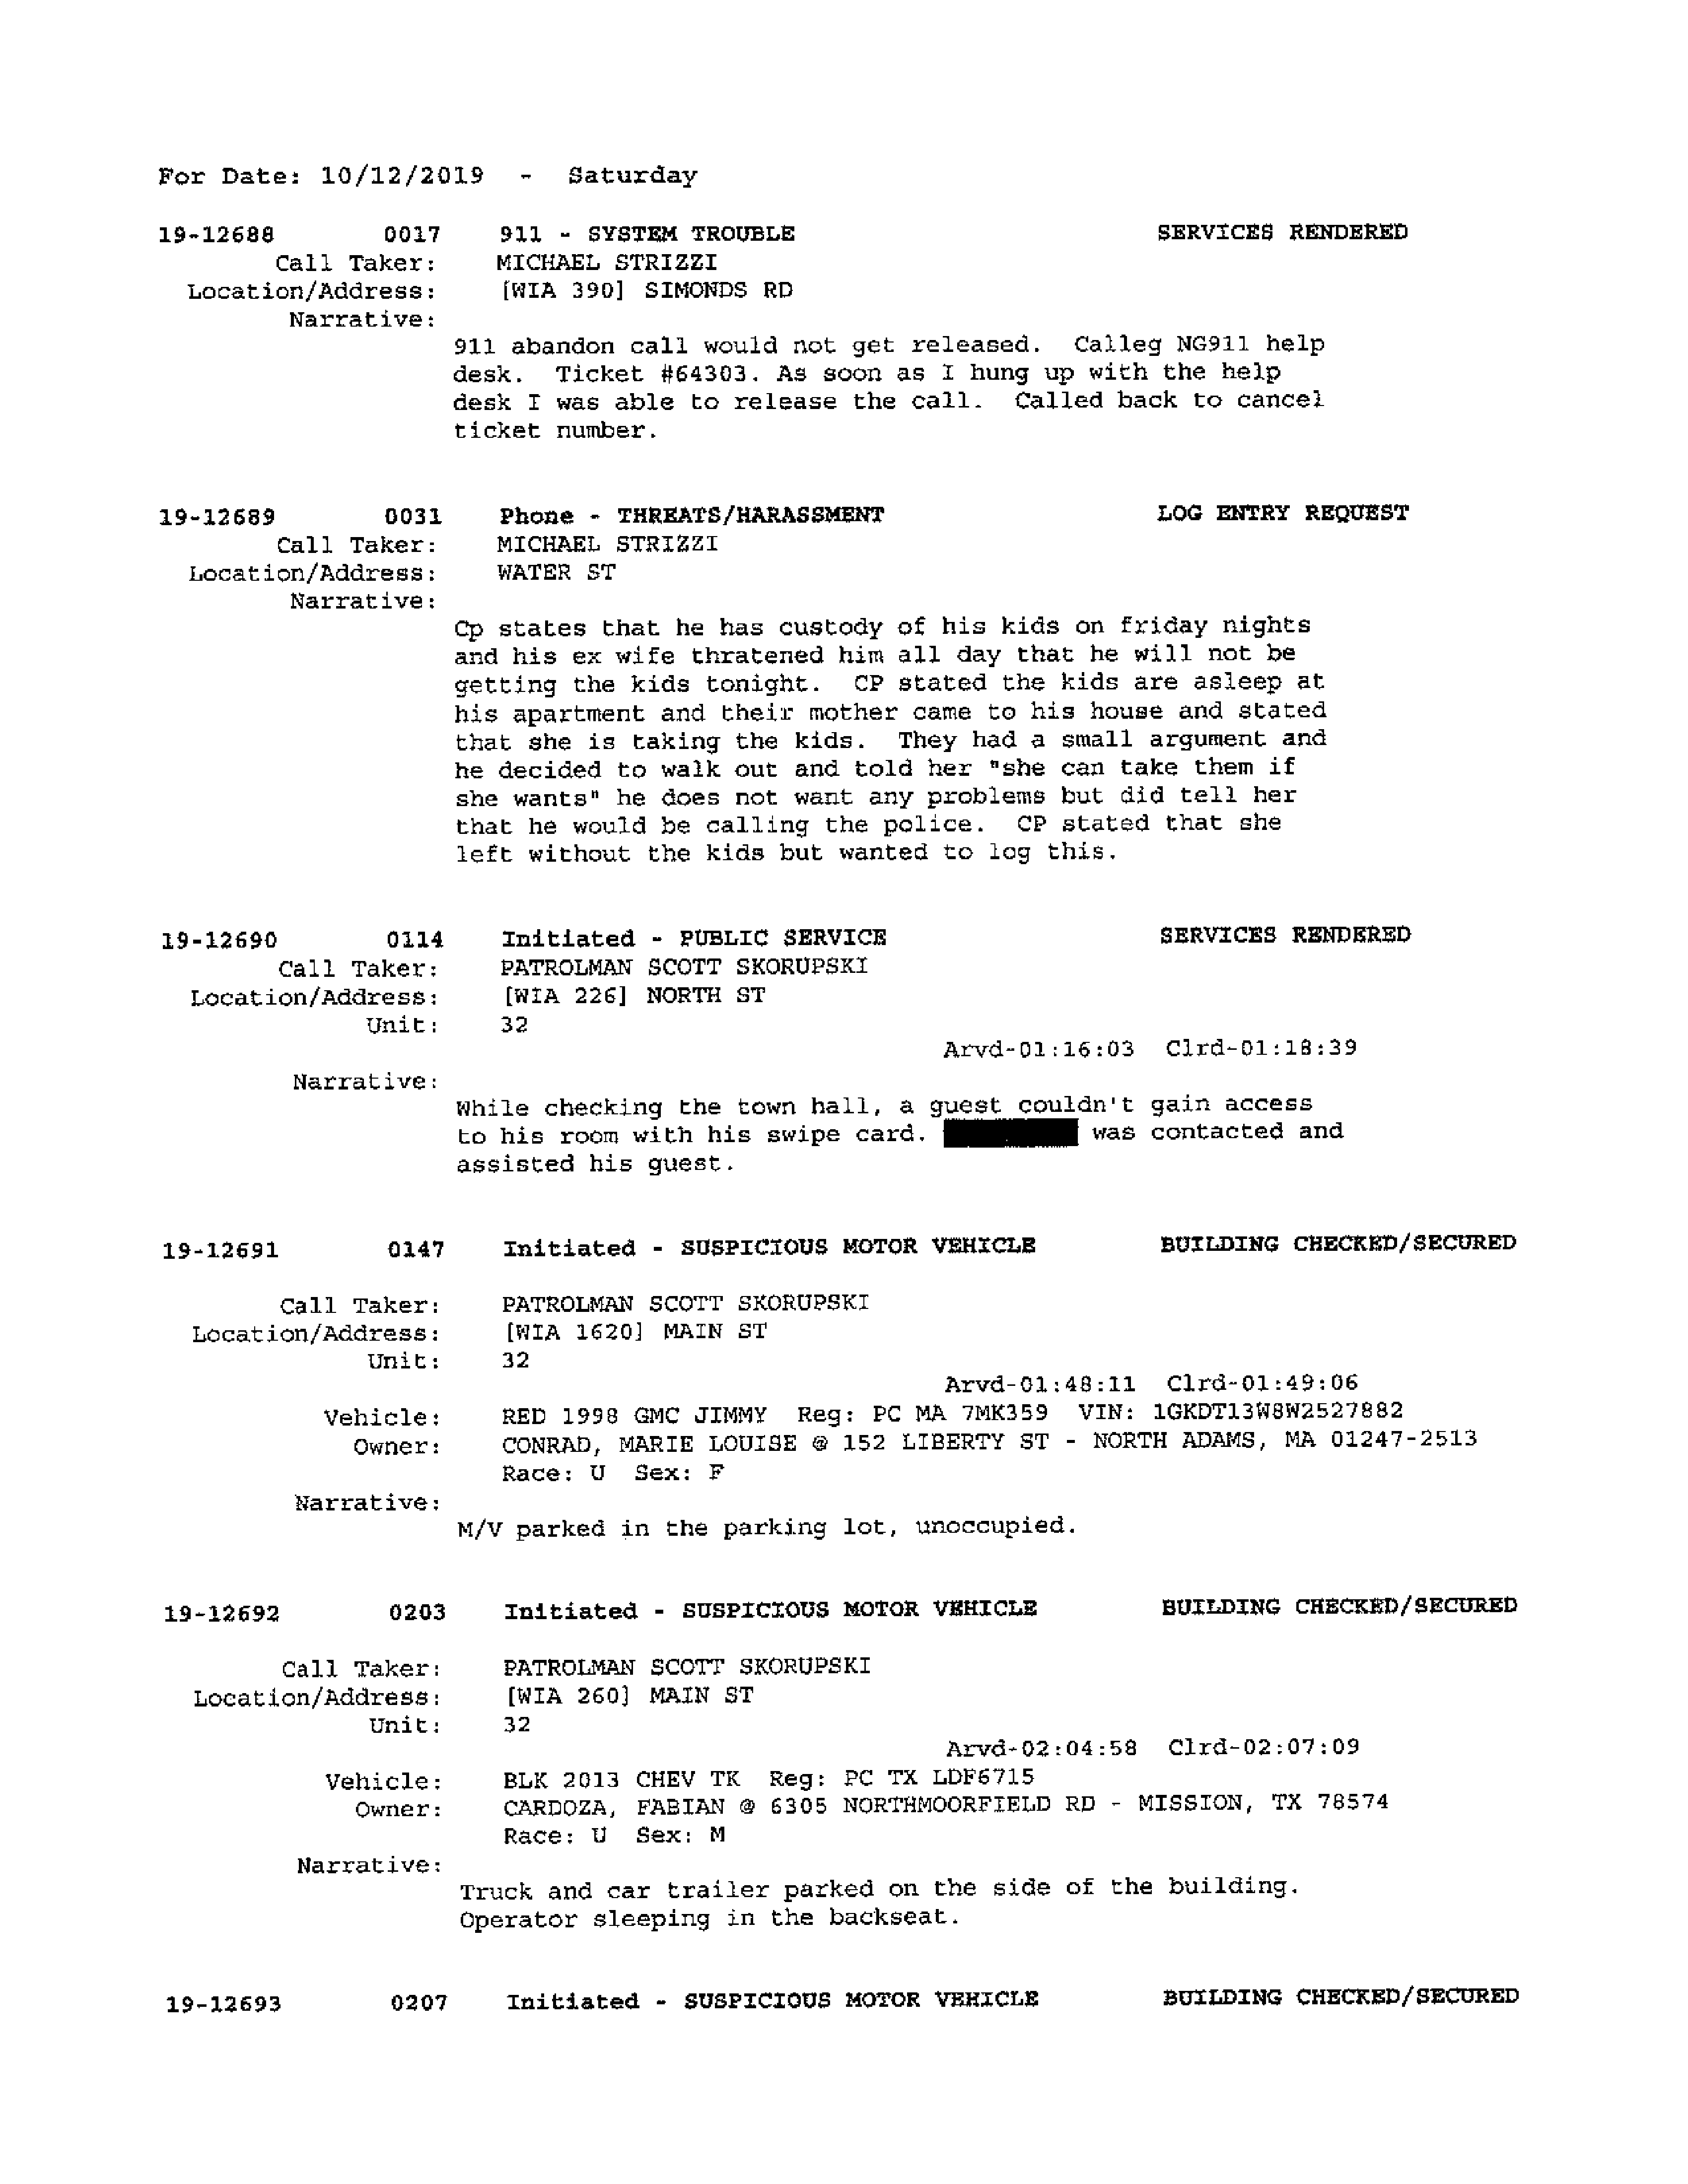 For Date: 10/12/2019 - Saturday
19-12688 0017 911 - SYSTEM TROUBLE SERVICES RENDERED
Call Taker: MICHAEL STRIZZI
Location/Address: [WIA 390] SIMONDS RD
Narrative:
911 abandon call would not get released. Calleg NG911 help
desk. Ticket #64303. As soon as I hung up with the help
desk I was able to release the call. Called back to cancel
ticket number.
19-12689 0031 Phone - THREATS/HARASSMENT LOG ENTRY REQUEST
Call Taker: MICHAEL STRIZZI
Location/Address: WATER ST
Narrative:
Cp states that he has custody of his kids on friday nights
and his ex wife thratened him all day that he will not be
getting the kids tonight. CP stated the kids are asleep at
his apartment and their mother came to his house and stated
that she is taking the kids. They had a small argument and
he decided to walk out and told her "she can take them if
she wants" he does not want any problems but did tell her
that he would be calling the police. CP stated that she
left without the kids but wanted to log this.
19-12690 0114 Initiated - PUBLIC SERVICE SERVICES RENDERED
Call Taker: PATROLMAN SCOTT SKORUPSKI
Location/Address: [WIA 226] NORTH ST
Unit: 32
Arvd-01:16:03 Clrd-01:18:39
Narrative:
While checking the town hall, a guest couldn't gain access
to his room with his swipe card. was contacted and
assisted his guest.
19-12691 0147 Initiated - SUSPICIOUS MOTOR VEHICLE BUILDING CHECKED/SECURED
Call Taker: PATROLMAN SCOTT SKORUPSKI
Location/Address: [WIA 1620] MAIN ST
Unit: 32
Arvd-01:48:11 Clrd-01:49:06
Vehicle: RED 1998 GMC JIMMY Reg: PC MA 7MK359 VIN: 1GKDT13W8W2527882
Owner: CONRAD, MARIE LOUISE @ 152 LIBERTY ST - NORTH ADAMS, MA 01247-2513
Race: U Sex: F
Narrative:
M/V parked in the parking lot, unoccupied.
19-12692 0203 Initiated - SUSPICIOUS MOTOR VEHICLE BUILDING CHECKED/SECURED
Call Taker: PATROLMAN SCOTT SKORUPSKI
Location/Address: [WIA 260] MAIN ST
Unit: 32
Arvd-02:04:58 Clrd-02:07:09
Vehicle: BLK 2013 CHEV TK Reg: PC TX LDF6715
Owner: CARDOZA, FABIAN @ 6305 NORTHMOORFIELD RD - MISSION, TX 78574
Race: U Sex: M
Narrative:
Truck and car trailer parked on the side of the building.
Operator sleeping in the backseat.
19-12693 0207 Initiated - SUSPICIOUS MOTOR VEHICLE BUILDING CHECKED/SECURED